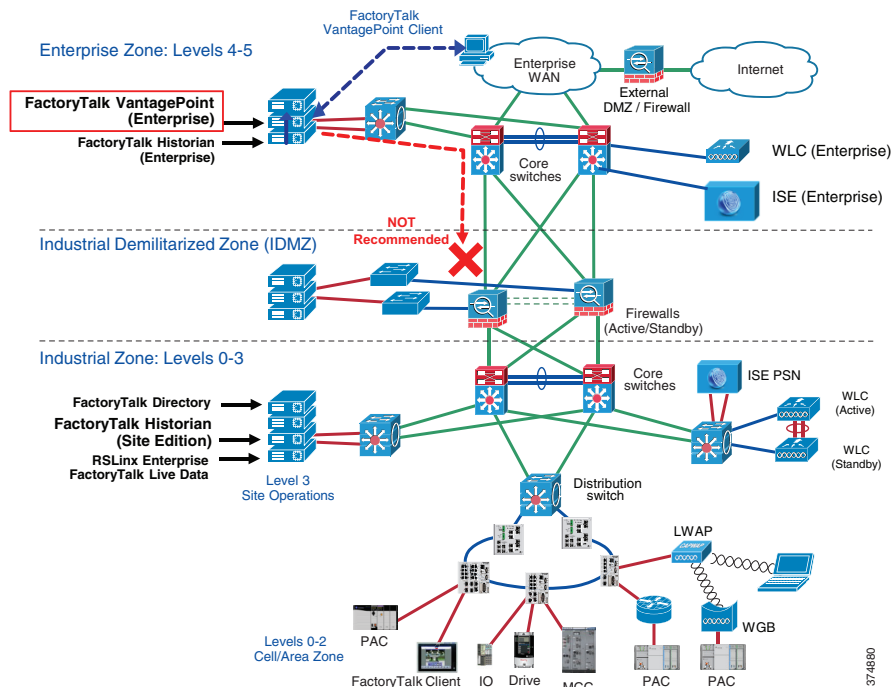 FactoryTalk
VantagePoint Client
Enterprise Zone: Levels 4-5
Enterprise
WAN
External
DMZ / Firewall
Internet
FactoryTalk VantagePoint
(Enterprise)
FactoryTalk Historian
(Enterprise)
Core
switches
WLC (Enterprise)
ISE (Enterprise)
NOT
Recommended
Industrial Demilitarized Zone (IDMZ)
Firewalls
(Active/Standby)
Industrial Zone: Levels 0-3
Core
switches
ISE PSN
WLC
(Active)
WLC
(Standby)
FactoryTalk Directory
FactoryTalk Historian
(Site Edition)
RSLinx Enterprise
FactoryTalk Live Data
Level 3
Site Operations
Distribution
switch
LWAP
CAPWAP
WGB
PAC
Levels 0-2
Cell/Area Zone
FactoryTalk Client
IO
Drive
MCC
PAC
PAC
374880